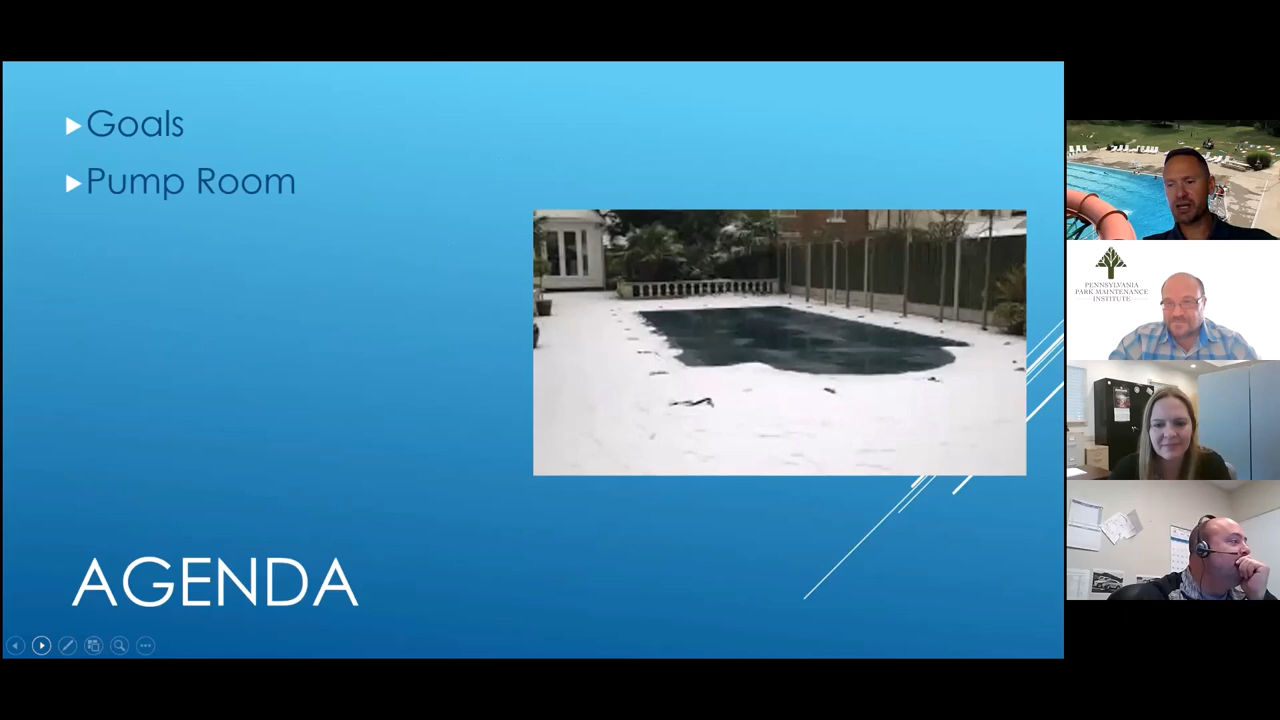 Goals
Pump Room
AGENDA
PENNSYLVANIA
PARK MAINTENANCE
INSTITUTE